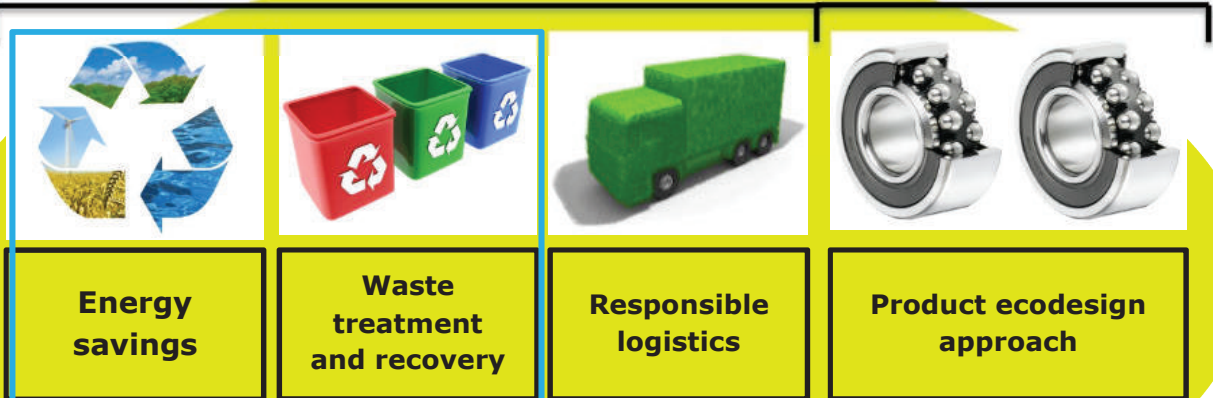 Energy
savings
Waste
treatment
and recovery
Responsible
logistics
Product ecodesign
approach